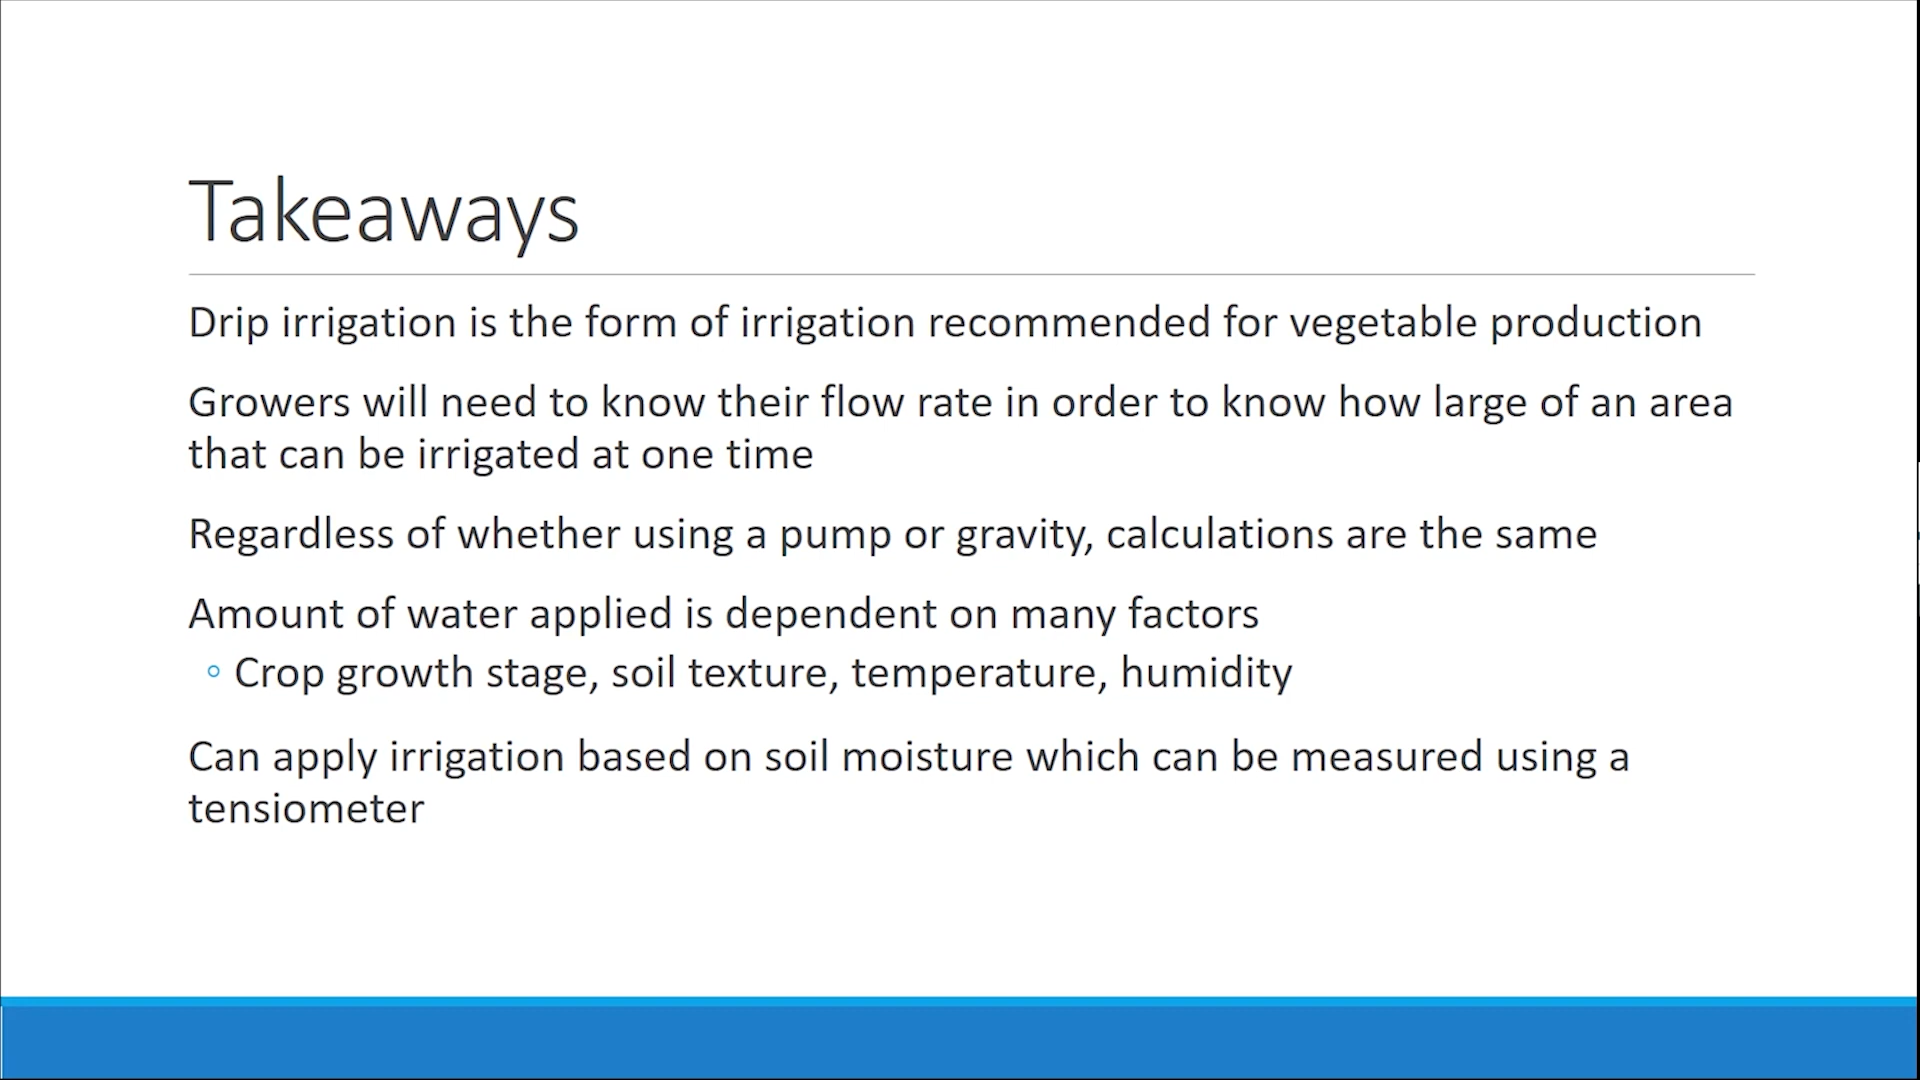 Takeaways
Drip irrigation is the form of irrigation recommended for vegetable production
Growers will need to know their flow rate in order to know how large of an area
that can be irrigated at one time
Regardless of whether using a pump or gravity, calculations are the same
Amount of water applied is dependent on many factors
◦ Crop growth stage, soil texture, temperature, humidity
Can apply irrigation based on soil moisture which can be measured using a
tensiometer